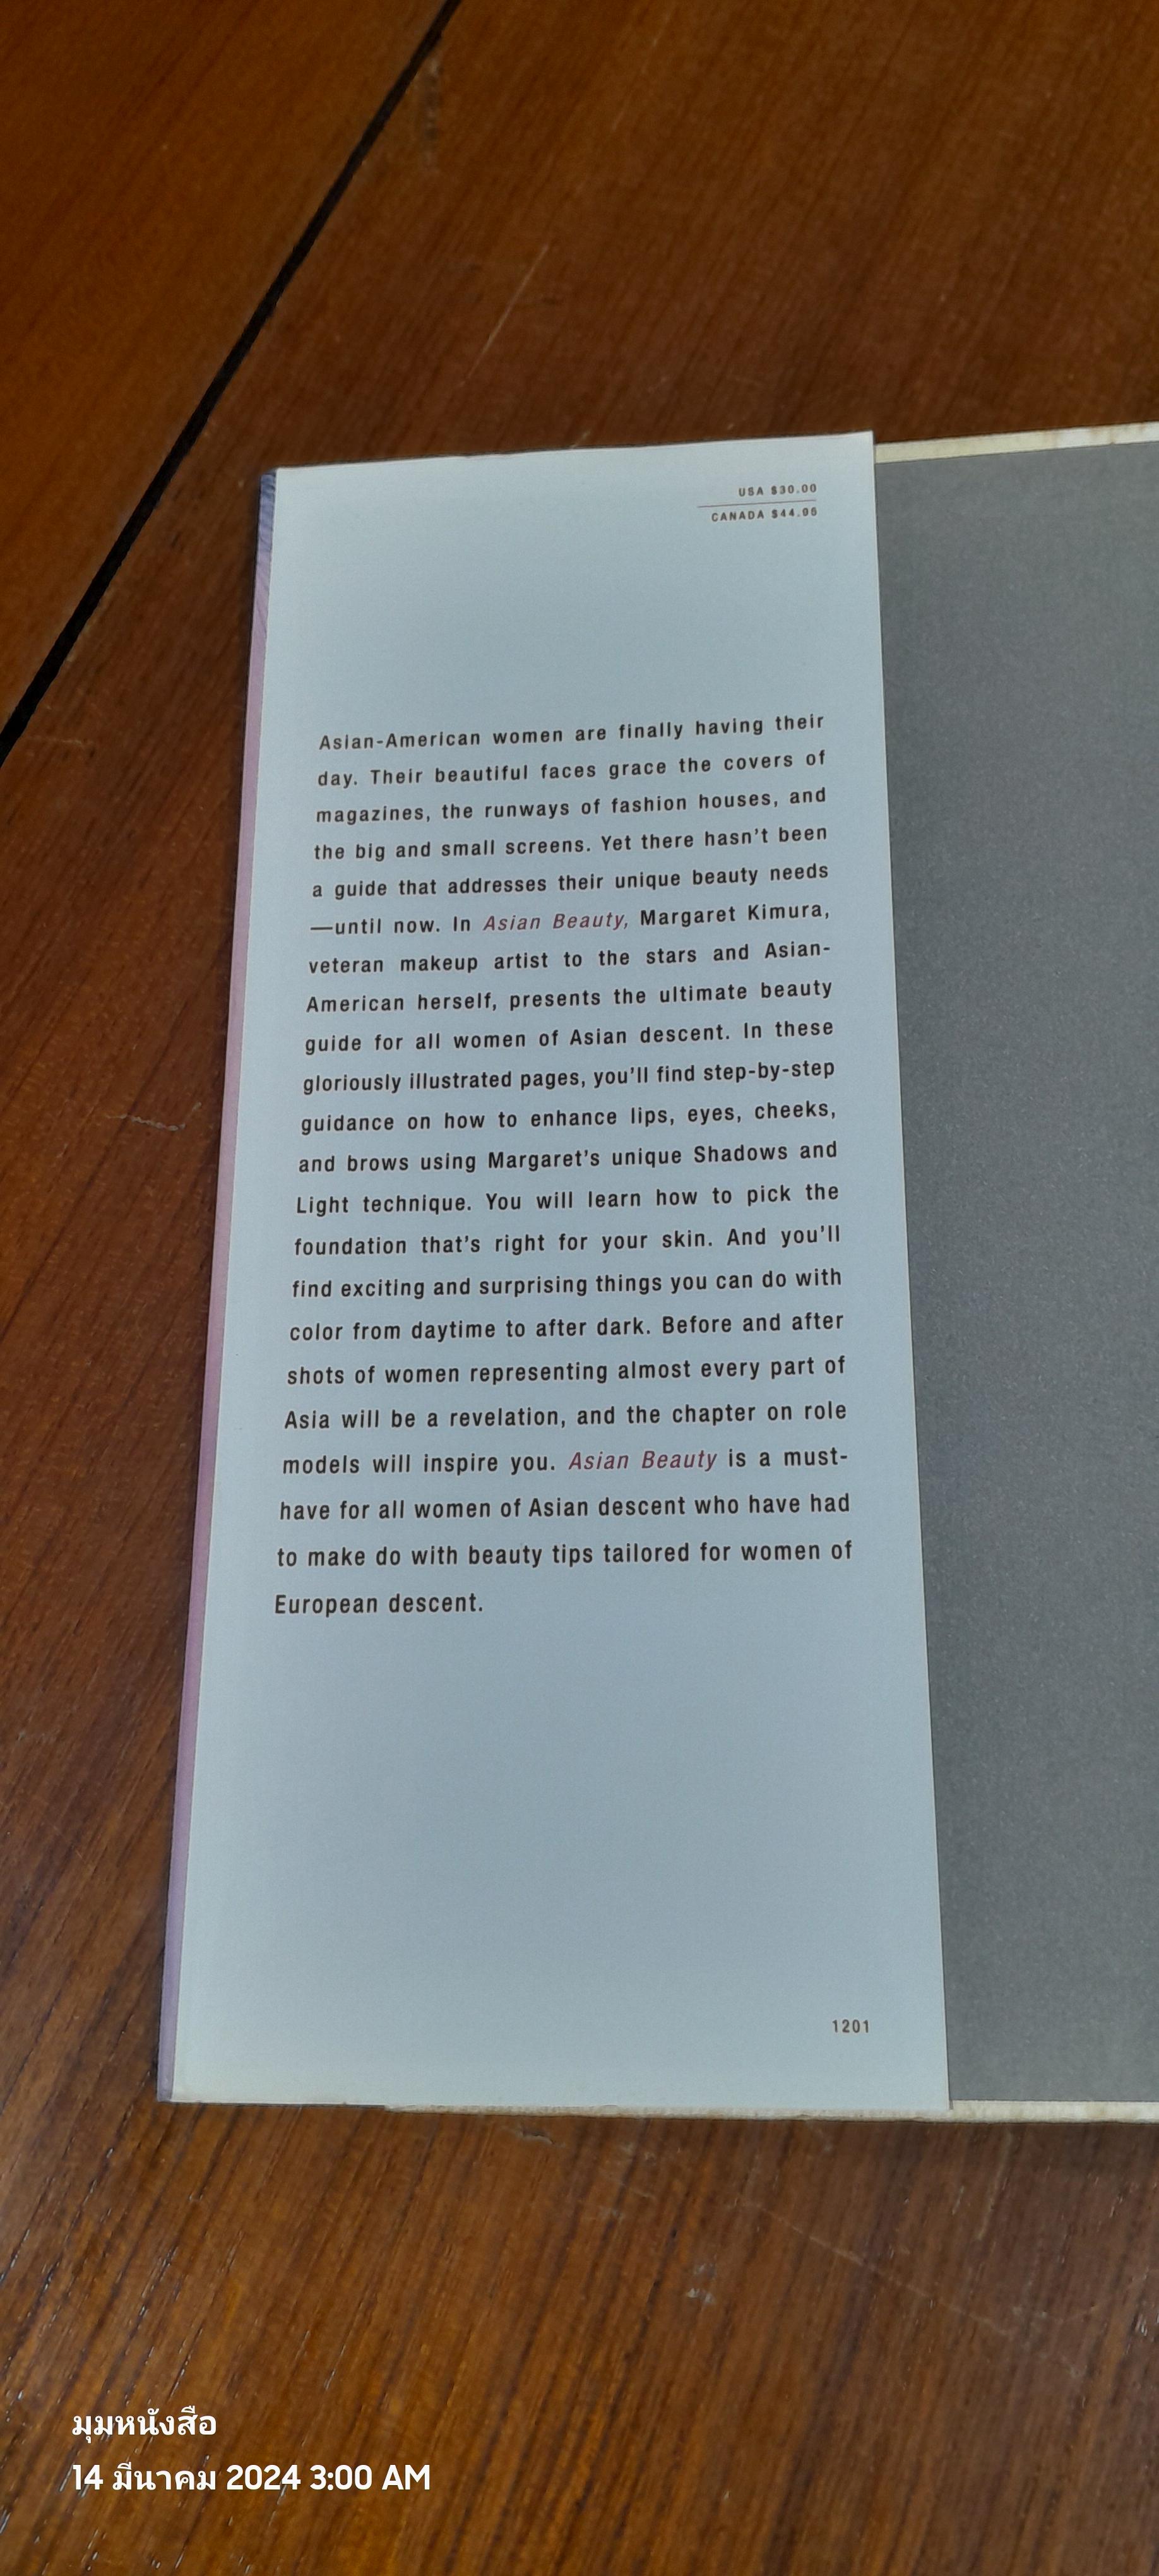 USA $30.00
CANADA $44.95
Asian-American women are finally having their
day. Their beautiful faces grace the covers of
magazines, the runways of fashion houses, and
the big and small screens. Yet there hasn't been
a guide that addresses their unique beauty needs
—until now. In Asian Beauty, Margaret Kimura,
veteran makeup artist to the stars and Asian-
American herself, presents the ultimate beauty
guide for all women of Asian descent. In these
gloriously illustrated pages, you'll find step-by-step
guidance on how to enhance lips, eyes, cheeks,
and brows using Margaret's unique Shadows and
Light technique. You will learn how to pick the
foundation that's right for your skin. And you'll
find exciting and surprising things you can do with
color from daytime to after dark. Before and after
shots of women representing almost every part of
Asia will be a revelation, and the chapter on role
models will inspire you. Asian Beauty is a must-
have for all women of Asian descent who have had
to make do with beauty tips tailored for women of
European descent.
1201
มุมหนังสือ
14 มีนาคม 2024 3:00 AM